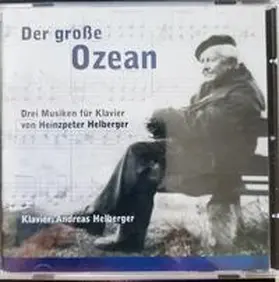 Der große
Ozean
Drei Musiken für Klavier
von Heinzpeter Helberger
Klavier: Andreas Helberger